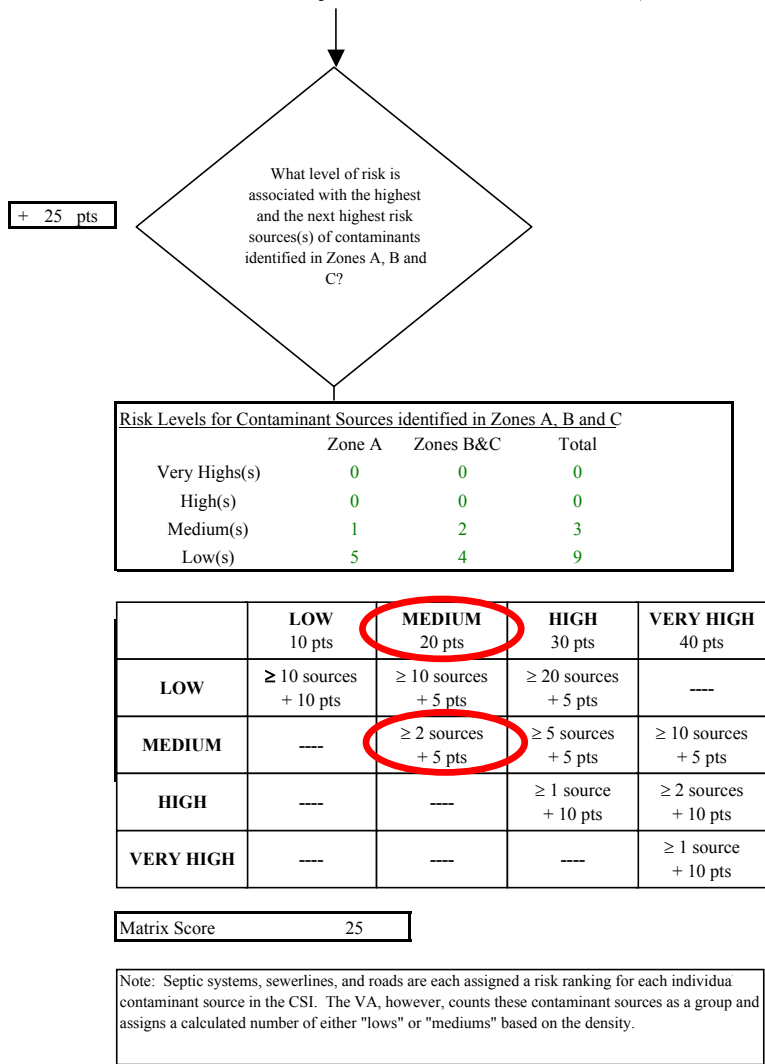 What level of risk is
associated with the highest
and the next highest risk
sources(s) of contaminants
identified in Zones A, B and
C?
+ 25 pts
Risk Levels for Contaminant Sources identified in Zones A, B and C
Zone A Zones B&C Total
Very Highs(s) 0 0 0
High(s) 0 0 0
Medium(s) 1 2 3
Low(s) 5 4 9
LOW MEDIUM HIGH VERY HIGH
10 pts 20 pts 30 pts 40 pts
LOW ≥ 10 sources + 10 pts ≥ 10 sources + 5 pts ≥ 20 sources + 5 pts ----
MEDIUM ---- ≥ 2 sources + 5 pts ≥ 5 sources + 5 pts ≥ 10 sources + 5 pts
HIGH ---- ---- ≥ 1 source + 10 pts ≥ 2 sources + 10 pts
VERY HIGH ---- ---- ---- ≥ 1 source + 10 pts
Matrix Score 25
Note: Septic systems, sewerlines, and roads are each assigned a risk ranking for each individua
contaminant source in the CSI. The VA, however, counts these contaminant sources as a group and
assigns a calculated number of either "lows" or "mediums" based on the density.